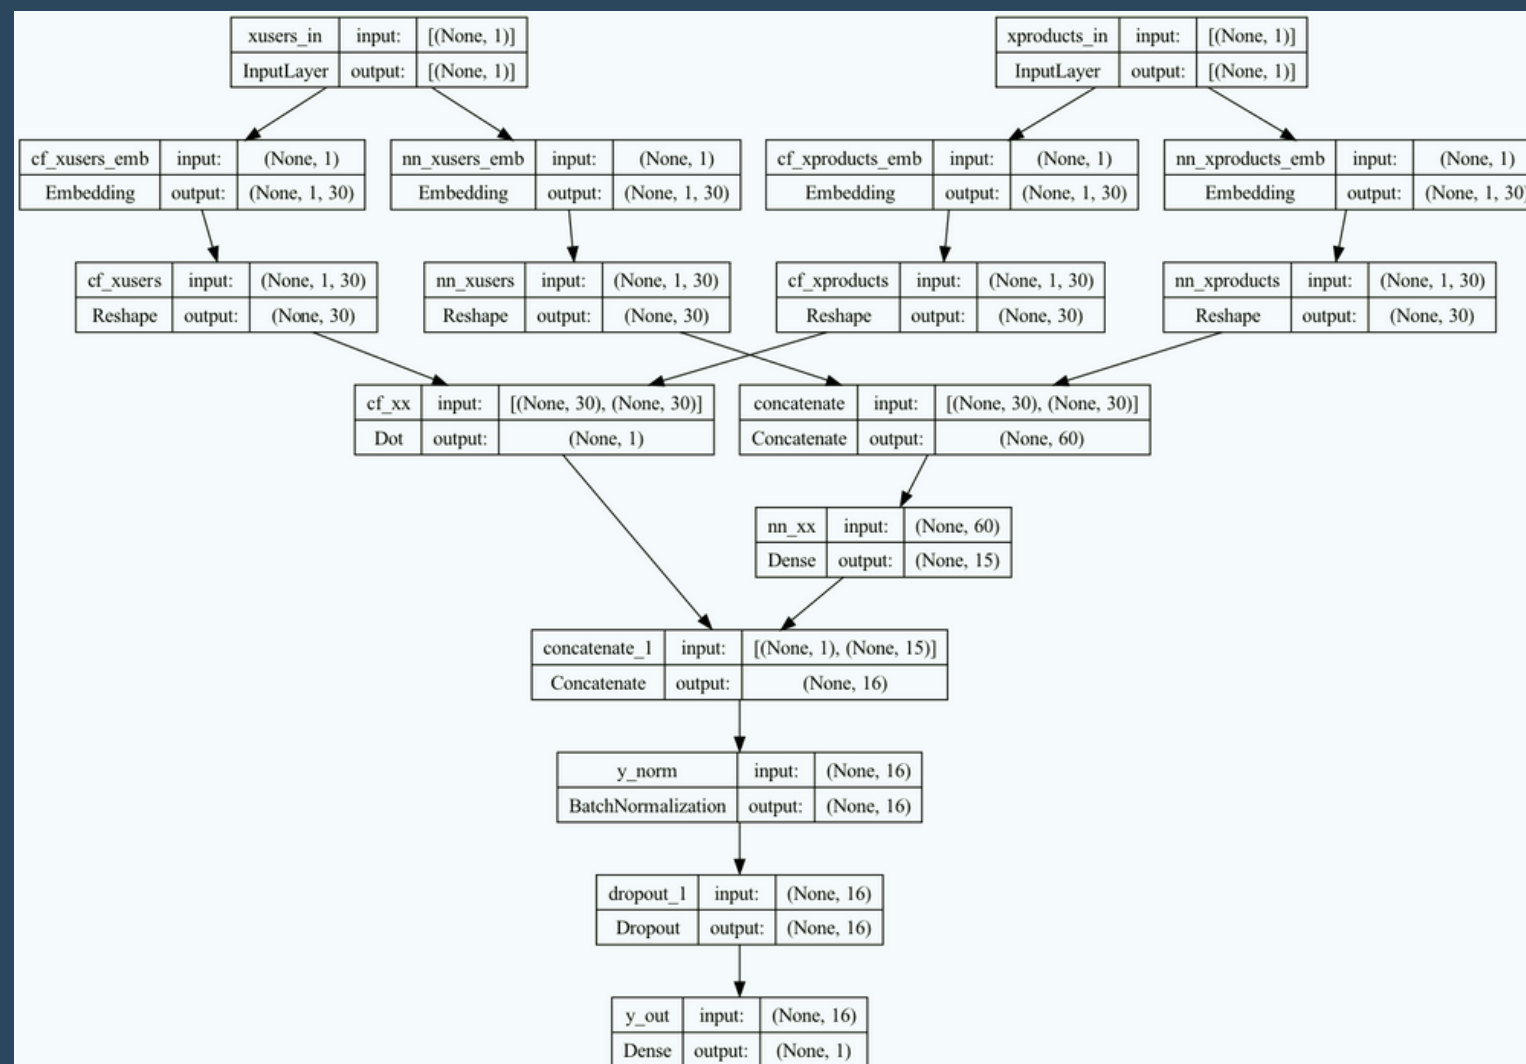 xusers_in input: [(None, 1)]
InputLayer output: [(None, 1)]
xproducts_in input: [(None, 1)]
InputLayer output: [(None, 1)]
cf_xusers_emb input: (None, 1)
Embedding output: (None, 1, 30)
nn_xusers_emb input: (None, 1)
Embedding output: (None, 1, 30)
cf_xproducts_emb input: (None, 1)
Embedding output: (None, 1, 30)
nn_xproducts_emb input: (None, 1)
Embedding output: (None, 1, 30)
cf_xusers input: (None, 1, 30)
Reshape output: (None, 30)
nn_xusers input: (None, 1, 30)
Reshape output: (None, 30)
cf_xproducts input: (None, 1, 30)
Reshape output: (None, 30)
nn_xproducts input: (None, 1, 30)
Reshape output: (None, 30)
cf_xx input: [(None, 30), (None, 30)]
Dot output: (None, 1)
concatenate input: [(None, 30), (None, 30)]
Concatenate output: (None, 60)
nn_xx input: (None, 60)
Dense output: (None, 15)
concatenate_1 input: [(None, 1), (None, 15)]
Concatenate output: (None, 16)
y_norm input: (None, 16)
BatchNormalization output: (None, 16)
dropout_1 input: (None, 16)
Dropout output: (None, 16)
y_out input: (None, 16)
Dense output: (None, 1)